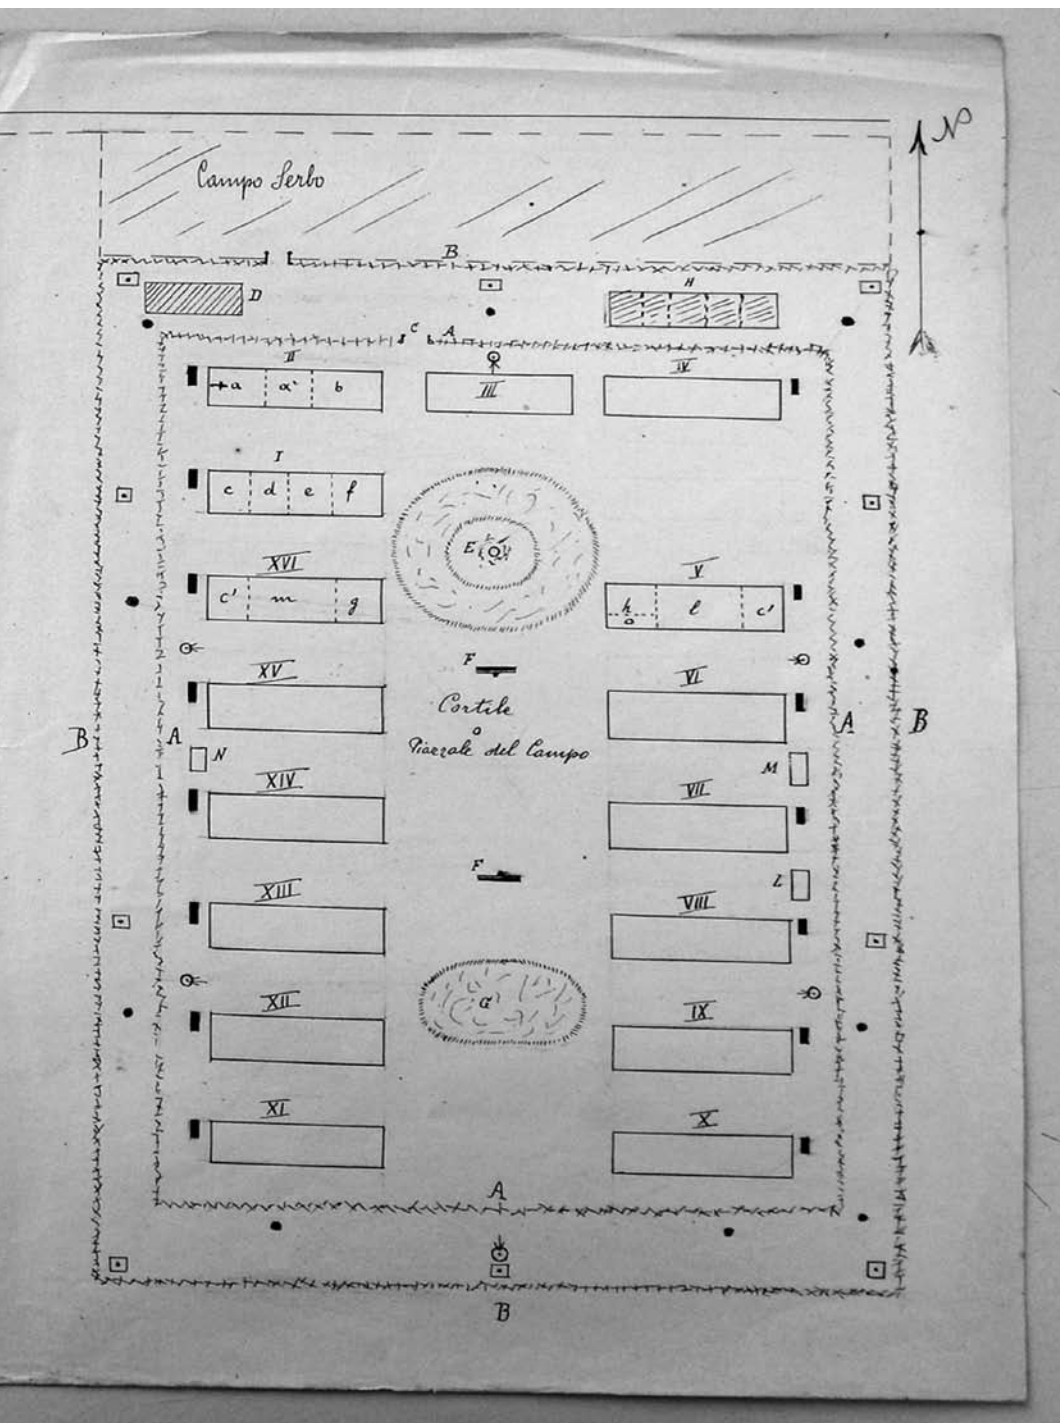 N
Campo Serbo
B
D
H
C
A
II
III
IV
a
a'
b
I
c
d
e
f
E
XVI
V
c'
m
g
h
o
l
c'
F
XV
VI
Cortile
o
Piazzale del Campo
B
A
A
B
N
M
XIV
VII
F
L
XIII
VIII
G
XII
IX
XI
X
A
B